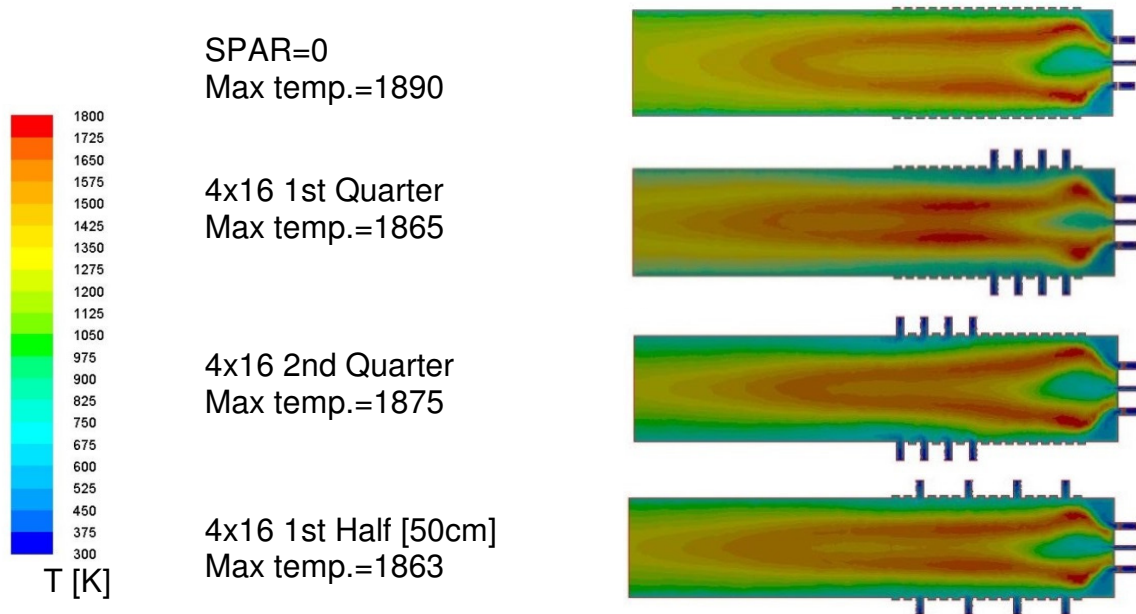 SPAR=0
Max temp.=1890
1800
1725
1650
1575
1500
1425
1350
1275
1200
1125
1050
975
900
825
750
675
600
525
450
375
300
T [K]
4x16 1st Quarter
Max temp.=1865
4x16 2nd Quarter
Max temp.=1875
4x16 1st Half [50cm]
Max temp.=1863